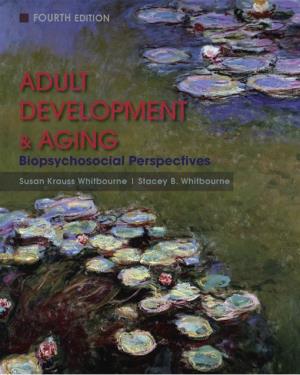 FOURTH EDITION
ADULT
DEVELOPMENT
& AGING
Biopsychosocial Perspectives
Susan Krauss Whitbourne | Stacey B. Whitbourne